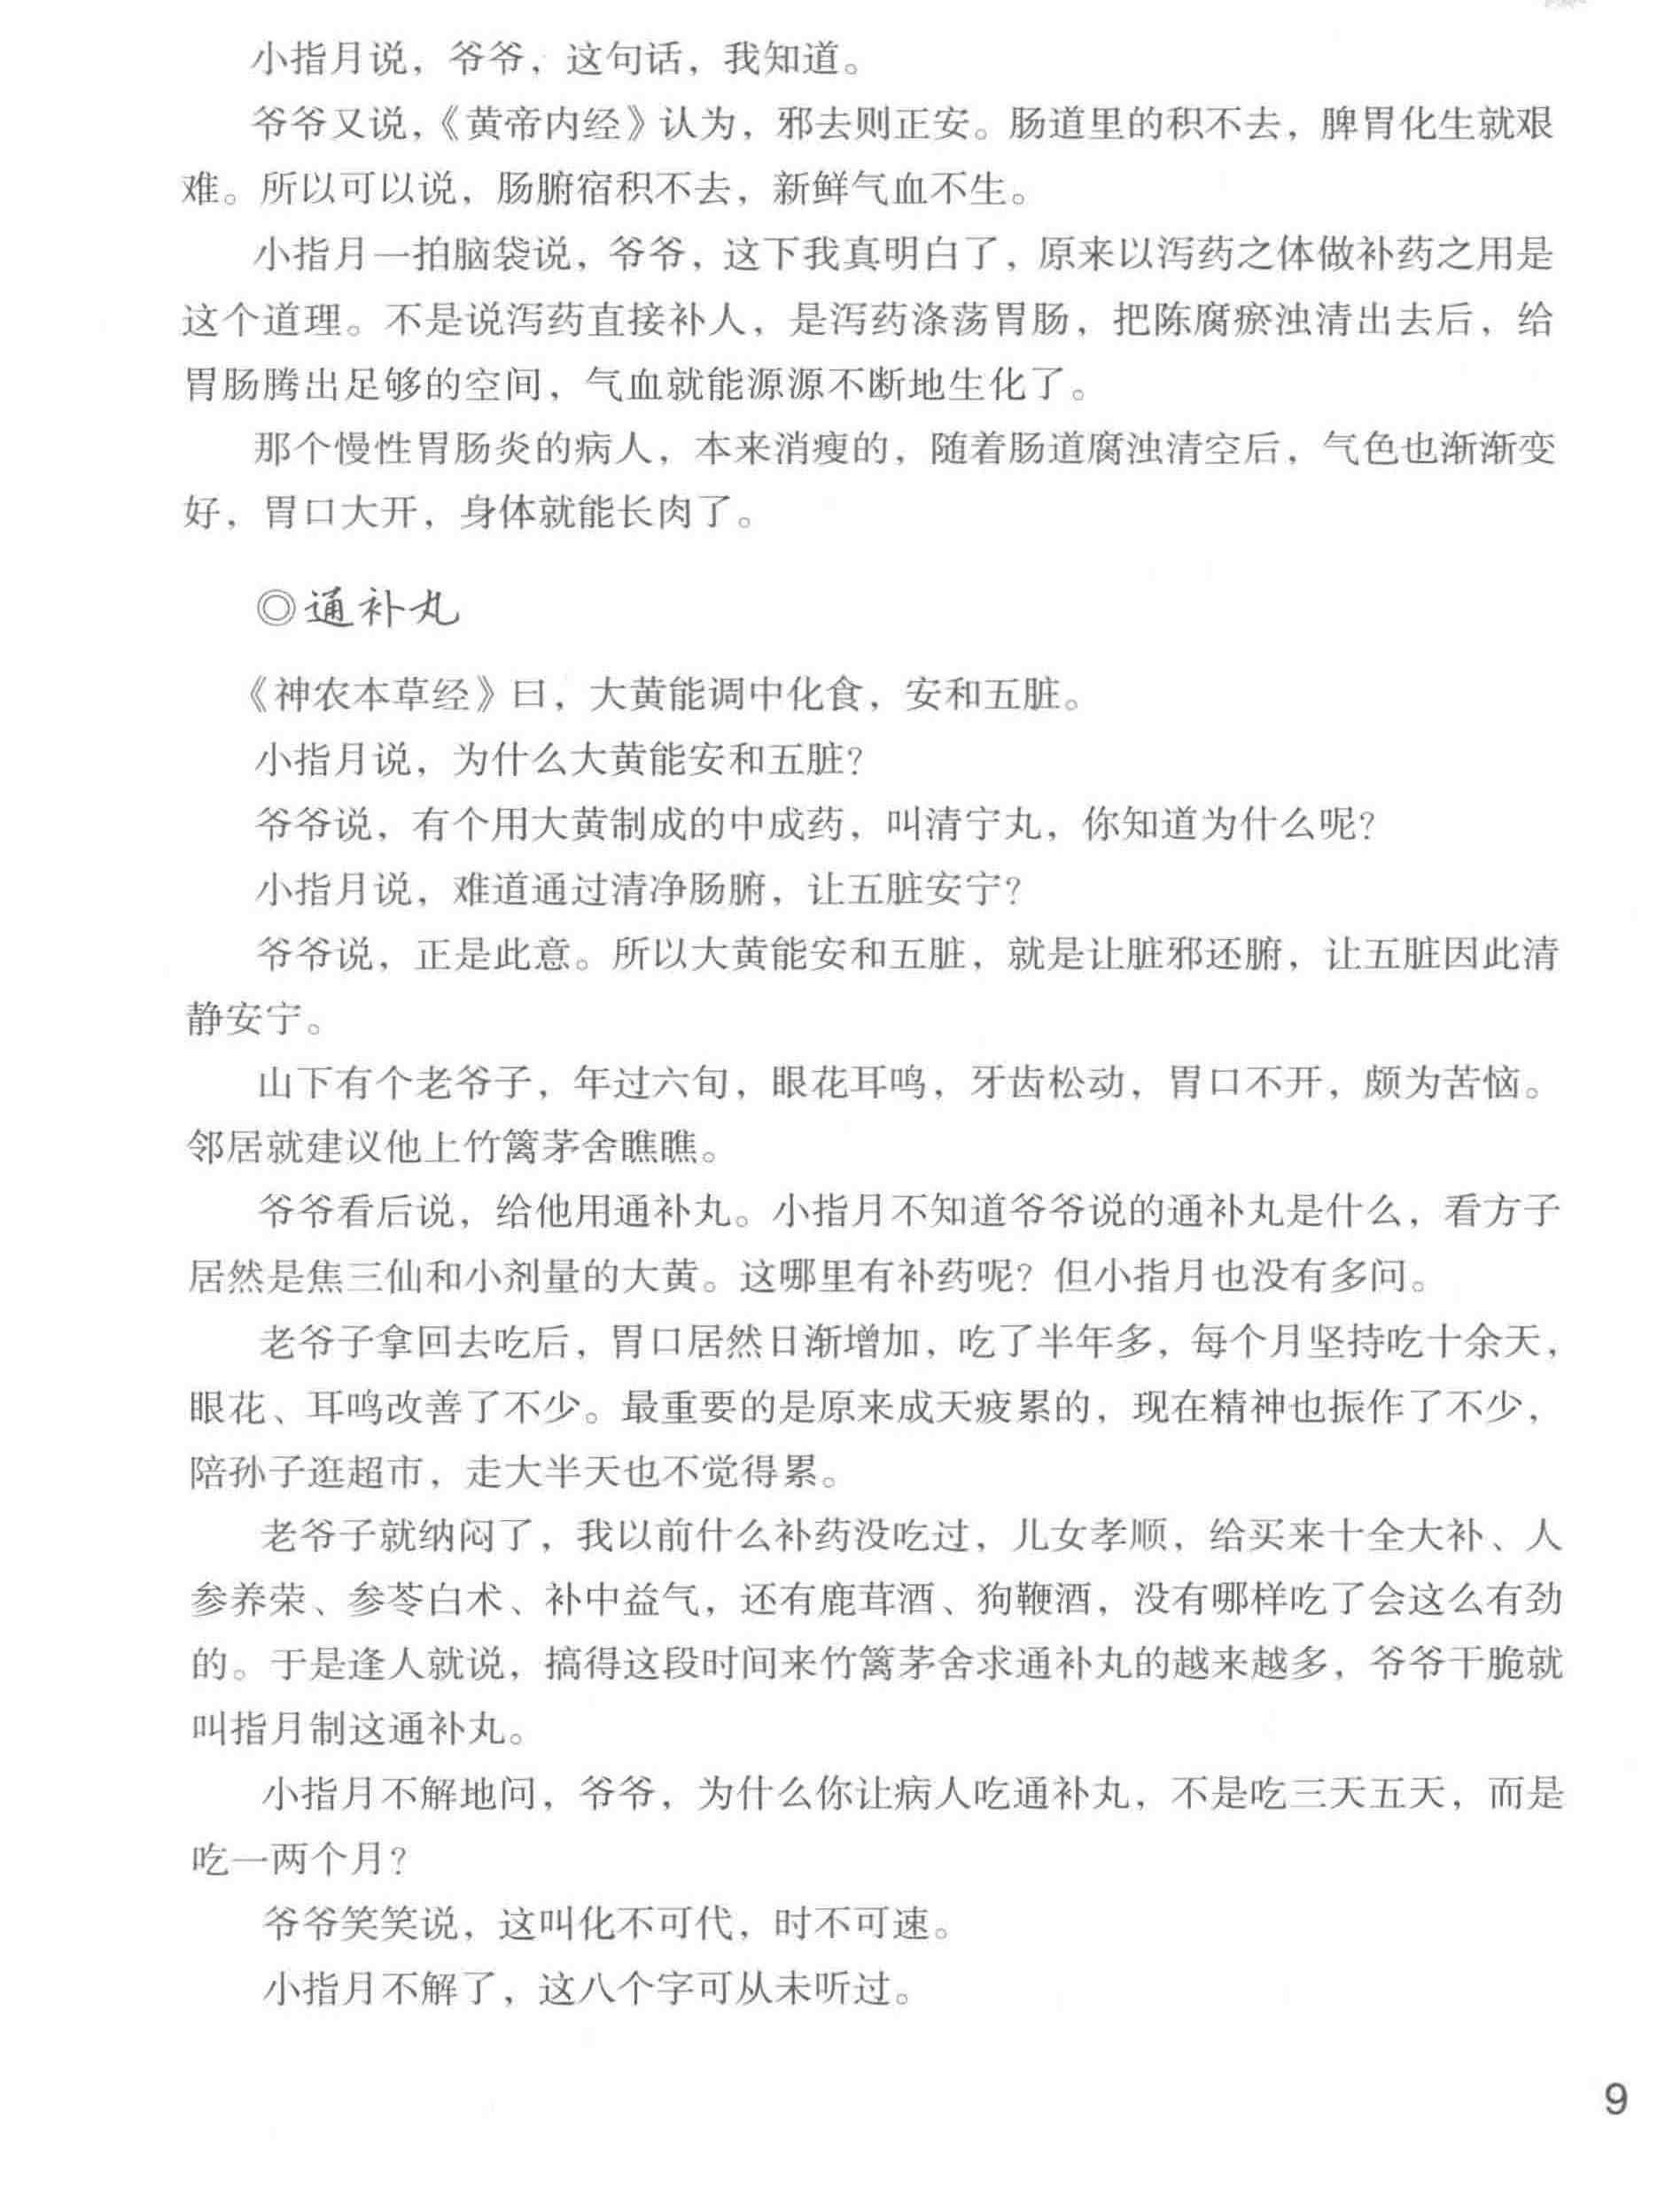 小指月说，爷爷，这句话，我知道。
爷爷又说，《黄帝内经》认为，邪去则正安。肠道里的积不去，脾胃化生就艰
难。所以可以说，肠腑宿积不去，新鲜气血不生。
小指月一拍脑袋说，爷爷，这下我真明白了，原来以泻药之体做补药之用是
这个道理。不是说泻药直接补人，是泻药涤荡胃肠，把陈腐瘀浊清出去后，给
胃肠腾出足够的空间，气血就能源源不断地生化了。
那个慢性胃肠炎的病人，本来消瘦的，随着肠道腐浊清空后，气色也渐渐变
好，胃口大开，身体就能长肉了。
◎通补丸
《神农本草经》曰，大黄能调中化食，安和五脏。
小指月说，为什么大黄能安和五脏？
爷爷说，有个用大黄制成的中成药，叫清宁丸，你知道为什么呢？
小指月说，难道通过清净肠腑，让五脏安宁？
爷爷说，正是此意。所以大黄能安和五脏，就是让脏邪还腑，让五脏因此清
静安宁。
山下有个老爷子，年过六旬，眼花耳鸣，牙齿松动，胃口不开，颇为苦恼。
邻居就建议他上竹篱茅舍瞧瞧。
爷爷看后说，给他用通补丸。小指月不知道爷爷说的通补丸是什么，看方子
居然是焦三仙和小剂量的大黄。这哪里有补药呢？但小指月也没有多问。
老爷子拿回去吃后，胃口居然日渐增加，吃了半年多，每个月坚持吃十余天，
眼花、耳鸣改善了不少。最重要的是原来成天疲累的，现在精神也振作了不少，
陪孙子逛超市，走大半天也不觉得累。
老爷子就纳闷了，我以前什么补药没吃过，儿女孝顺，给买来十全大补、人
参养荣、参苓白术、补中益气，还有鹿茸酒、狗鞭酒，没有哪样吃了会这么有劲
的。于是逢人就说，搞得这段时间来竹篱茅舍求通补丸的越来越多，爷爷干脆就
叫指月制这通补丸。
小指月不解地问，爷爷，为什么你让病人吃通补丸，不是吃三天五天，而是
吃一两个月？
爷爷笑笑说，这叫化不可代，时不可速。
小指月不解了，这八个字可从未听过。
9